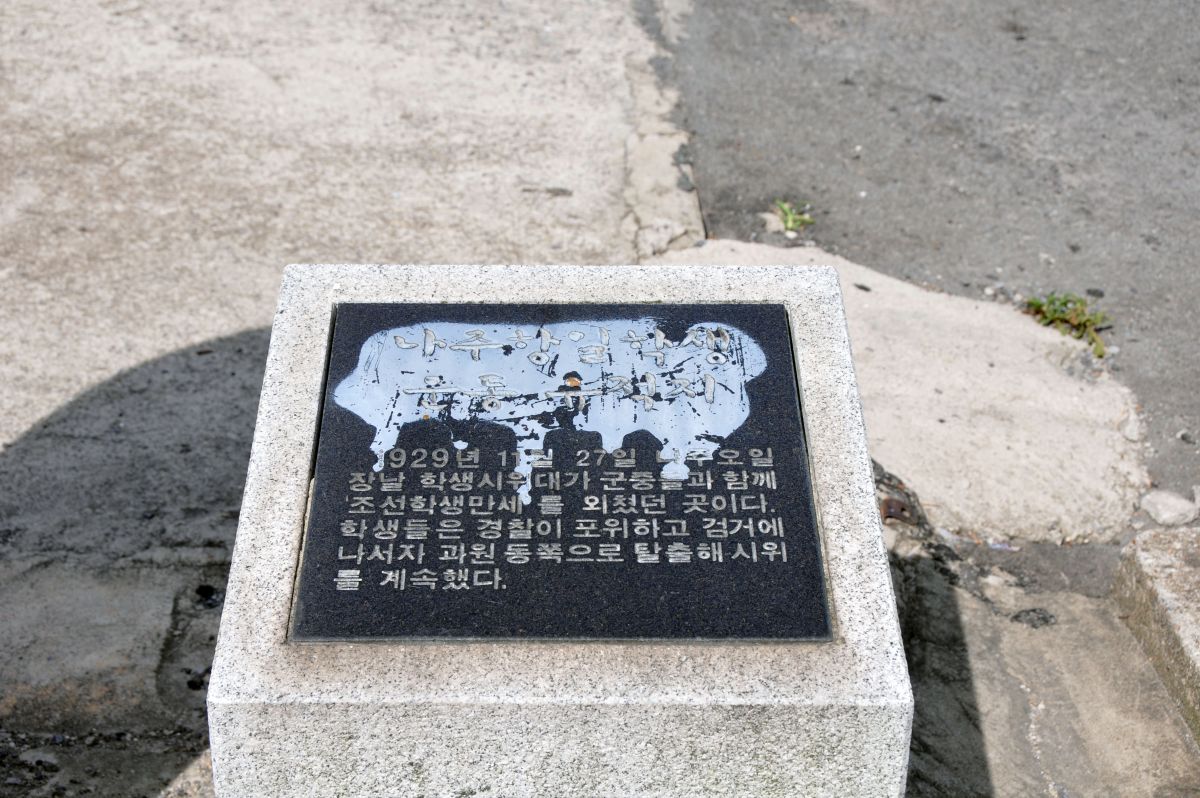 나주항일학생
운동 유적지
1929년 11월 27일 나주오일
장날 학생시위대가 군중들과 함께
'조선학생만세'를 외쳤던 곳이다.
학생들은 경찰이 포위하고 검거에
나서자 과원 동쪽으로 탈출해 시위
를 계속했다.